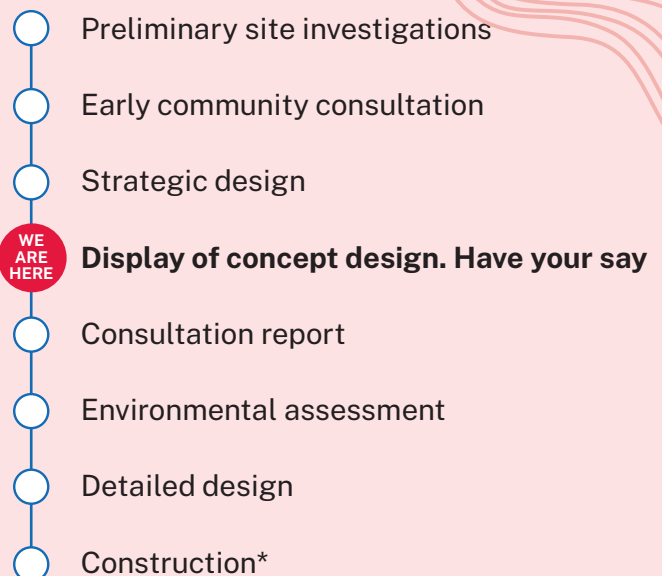 Preliminary site investigations
Early community consultation
Strategic design
WE
ARE
HERE
Display of concept design. Have your say
Consultation report
Environmental assessment
Detailed design
Construction*